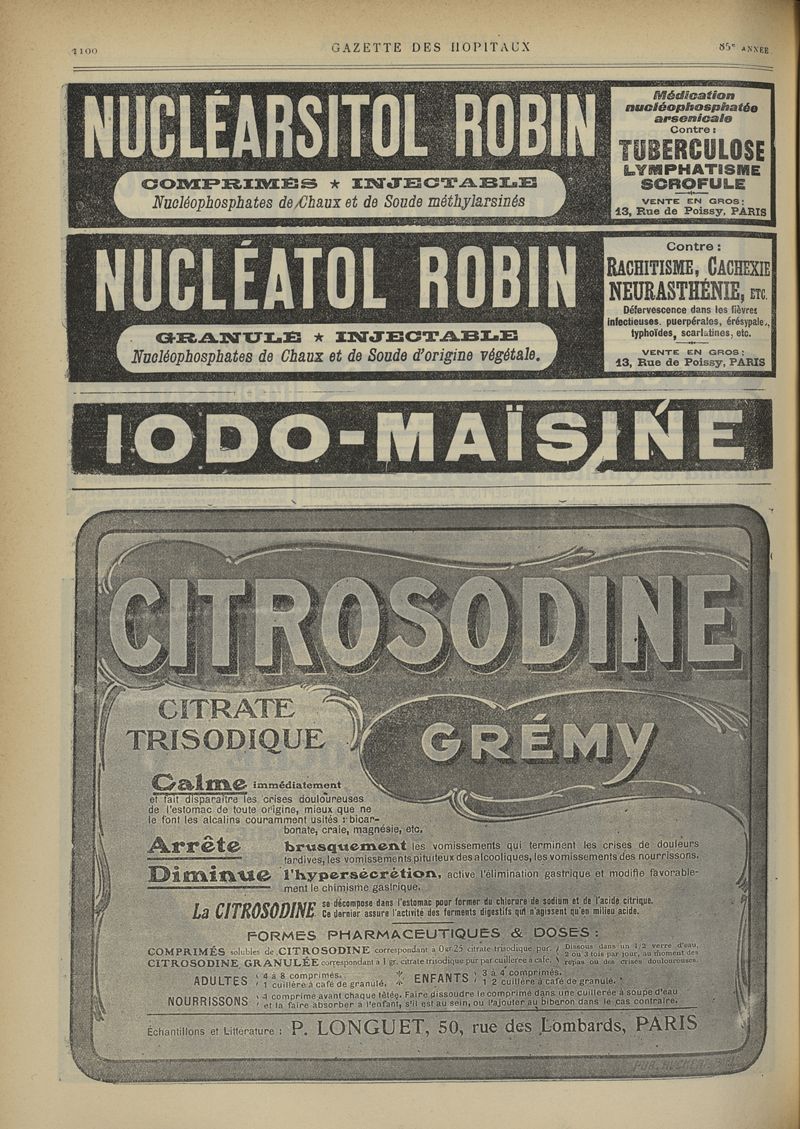 1100
GAZETTE DES HOPITAUX
85e ANNÉE
NUCLÉARSITOL ROBIN
COMPRIMÉS ★ INJECTABLE
Nucléophosphates de Chaux et de Soude méthylarsinés
Médication
nucléophosphatée
arsenicale
Contre :
TUBERCULOSE
LYMPHATISME
SCROFULE
VENTE EN GROS :
13, Rue de Poissy, PARIS
NUCLÉATOL ROBIN
GRANULÉ ★ INJECTABLE
Nucléophosphates de Chaux et de Soude d'origine végétale.
Contre :
RACHITISME, CACHEXIE
NEURASTHÉNIE, ETC.
Défervescence dans les fièvres
infectieuses, puerpérales, érésypale,
typhoïdes, scarlatines, etc.
VENTE EN GROS :
13, Rue de Poissy, PARIS
IODO-MAÏSINE
CITROSODINE
CITRATE
TRISODIQUE
GRÉMY
Calme immédiatement
et fait disparaître les crises douloureuses
de l'estomac de toute origine, mieux que ne
le font les alcalins couramment usités : bicar-
bonate, craie, magnésie, etc.
Arrête brusquement les vomissements qui terminent les crises de douleurs
tardives, les vomissements pituiteux des alcooliques, les vomissements des nourrissons.
Diminue l'hypersécrétion, active l'élimination gastrique et modifie favorable-
ment le chimisme gastrique.
La CITROSODINE se décompose dans l'estomac pour former du chlorure de sodium et de l'acide citrique.
Ce dernier assure l'activité des ferments digestifs qui n'agissent qu'en milieu acide.
FORMES PHARMACEUTIQUES & DOSES :
COMPRIMÉS solubles de CITROSODINE correspondant à 0gr25 citrate trisodique pur.
CITROSODINE GRANULÉE correspondant à 1 gr. citrate trisodique pur par cuillerée à café.
Dissous dans un 1/2 verre d'eau,
2 ou 3 fois par jour, au moment des
repas ou des crises douloureuses.
ADULTES
4 à 8 comprimés.
1 cuillère à café de granulé.
ENFANTS
3 à 4 comprimés.
1/2 cuillère à café de granulé.
NOURRISSONS
1 comprimé avant chaque tétée. Faire dissoudre le comprimé dans une cuillerée à soupe d'eau
et la faire absorber à l'enfant, s'il est au sein, ou l'ajouter au biberon dans le cas contraire.
Échantillons et Littérature : P. LONGUET, 50, rue des Lombards, PARIS